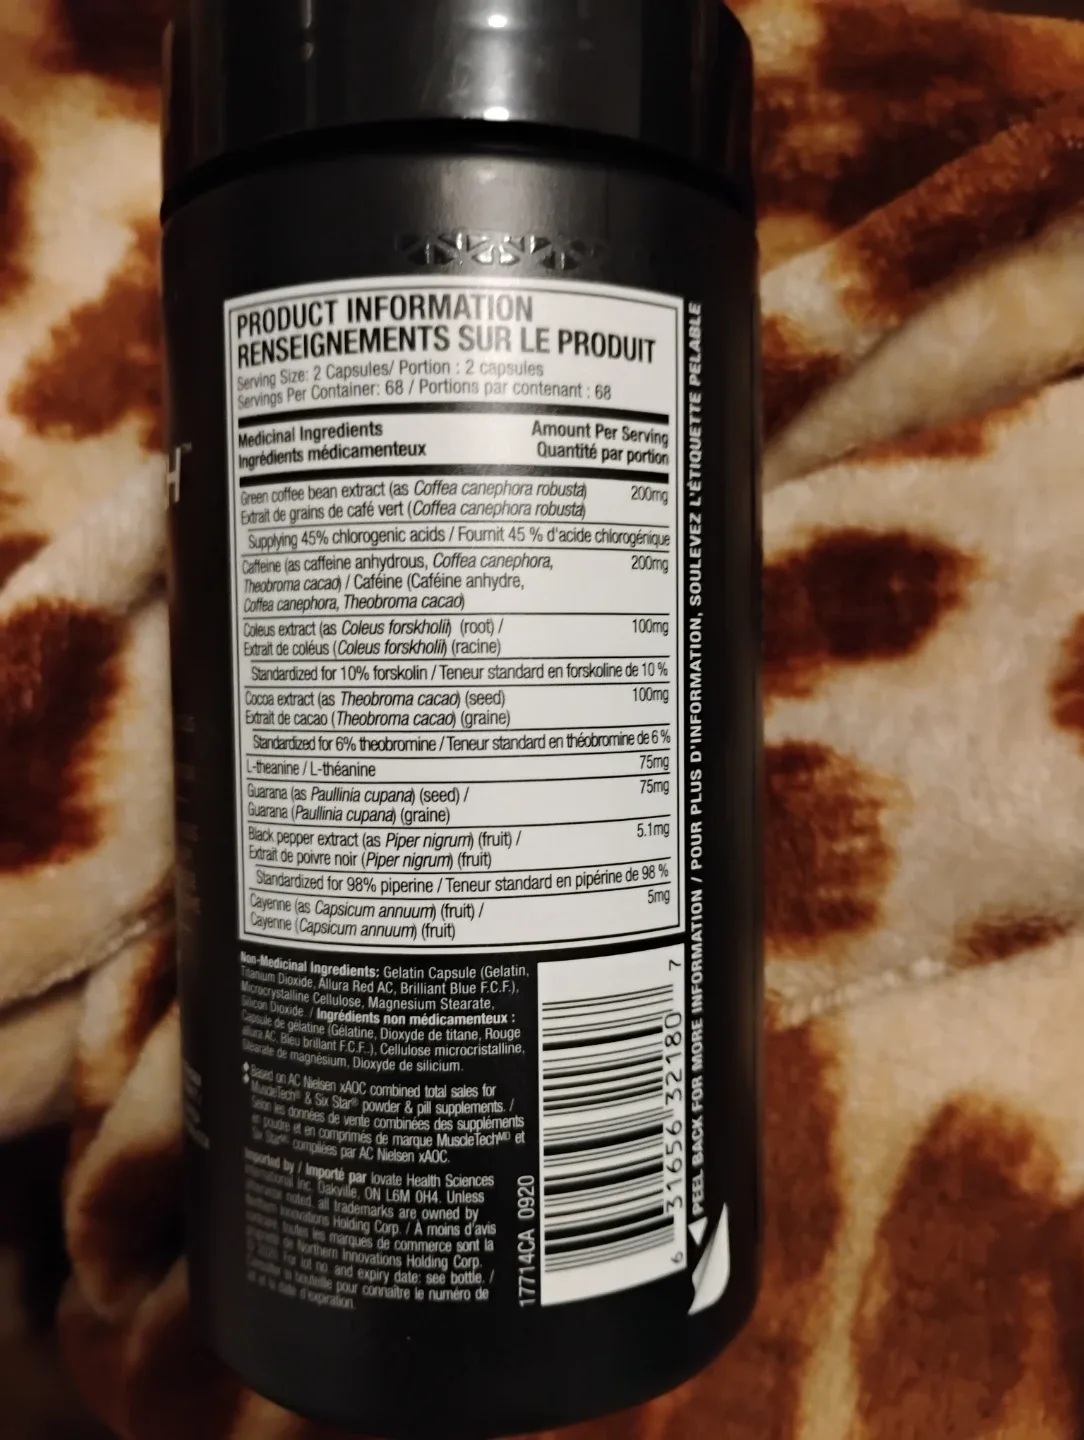 H™
PRODUCT INFORMATION
RENSEIGNEMENTS SUR LE PRODUIT
Serving Size: 2 Capsules/ Portion : 2 capsules
Servings Per Container: 68 / Portions par contenant : 68
Medicinal Ingredients
Ingrédients médicamenteux
Amount Per Serving
Quantité par portion
Green coffee bean extract (as Coffea canephora robusta) 200mg
Extrait de grains de café vert (Coffea canephora robusta)
Supplying 45% chlorogenic acids / Fournit 45 % d'acide chlorogénique
Caffeine (as caffeine anhydrous, Coffea canephora, 200mg
Theobroma cacao) / Caféine (Caféine anhydre,
Coffea canephora, Theobroma cacao)
Coleus extract (as Coleus forskholii) (root) / 100mg
Extrait de coléus (Coleus forskholii) (racine)
Standardized for 10% forskolin / Teneur standard en forskoline de 10 %
Cocoa extract (as Theobroma cacao) (seed) 100mg
Extrait de cacao (Theobroma cacao) (graine)
Standardized for 6% theobromine / Teneur standard en théobromine de 6 %
L-theanine / L-théanine 75mg
Guarana (as Paullinia cupana) (seed) / 75mg
Guarana (Paullinia cupana) (graine)
Black pepper extract (as Piper nigrum) (fruit) / 5.1mg
Extrait de poivre noir (Piper nigrum) (fruit)
Standardized for 98% piperine / Teneur standard en pipérine de 98 %
Cayenne (as Capsicum annuum) (fruit) / 5mg
Cayenne (Capsicum annuum) (fruit)
Non-Medicinal Ingredients: Gelatin Capsule (Gelatin,
Titanium Dioxide, Allura Red AC, Brilliant Blue F.C.F.),
Microcrystalline Cellulose, Magnesium Stearate,
Silicon Dioxide. / Ingrédients non médicamenteux :
Capsule de gélatine (Gélatine, Dioxyde de titane, Rouge
allura AC, Bleu brillant F.C.F.), Cellulose microcristalline,
Stéarate de magnésium, Dioxyde de silicium.
‡Based on AC Nielsen xAOC combined total sales for
MuscleTech® & Six Star® powder & pill supplements. /
Selon les données de vente combinées des suppléments
en poudre et en comprimés de marque MuscleTechMD et
Six Star compilées par AC Nielsen xAOC.
Imported by / Importé par Iovate Health Sciences
International Inc. Oakville, ON L6M 0H4. Unless
otherwise noted, all trademarks are owned by
Northern Innovations Holding Corp. / À moins d'avis
contraire, toutes les marques de commerce sont la
propriété de Northern Innovations Holding Corp.
© 2020. For lot no. and expiry date: see bottle. /
Consulter la bouteille pour connaître le numéro de
lot et la date d'expiration.
17714CA 0920
6 31656 32180 7
PEEL BACK FOR MORE INFORMATION / POUR PLUS D'INFORMATION, SOULEVEZ L'ÉTIQUETTE PELABLE